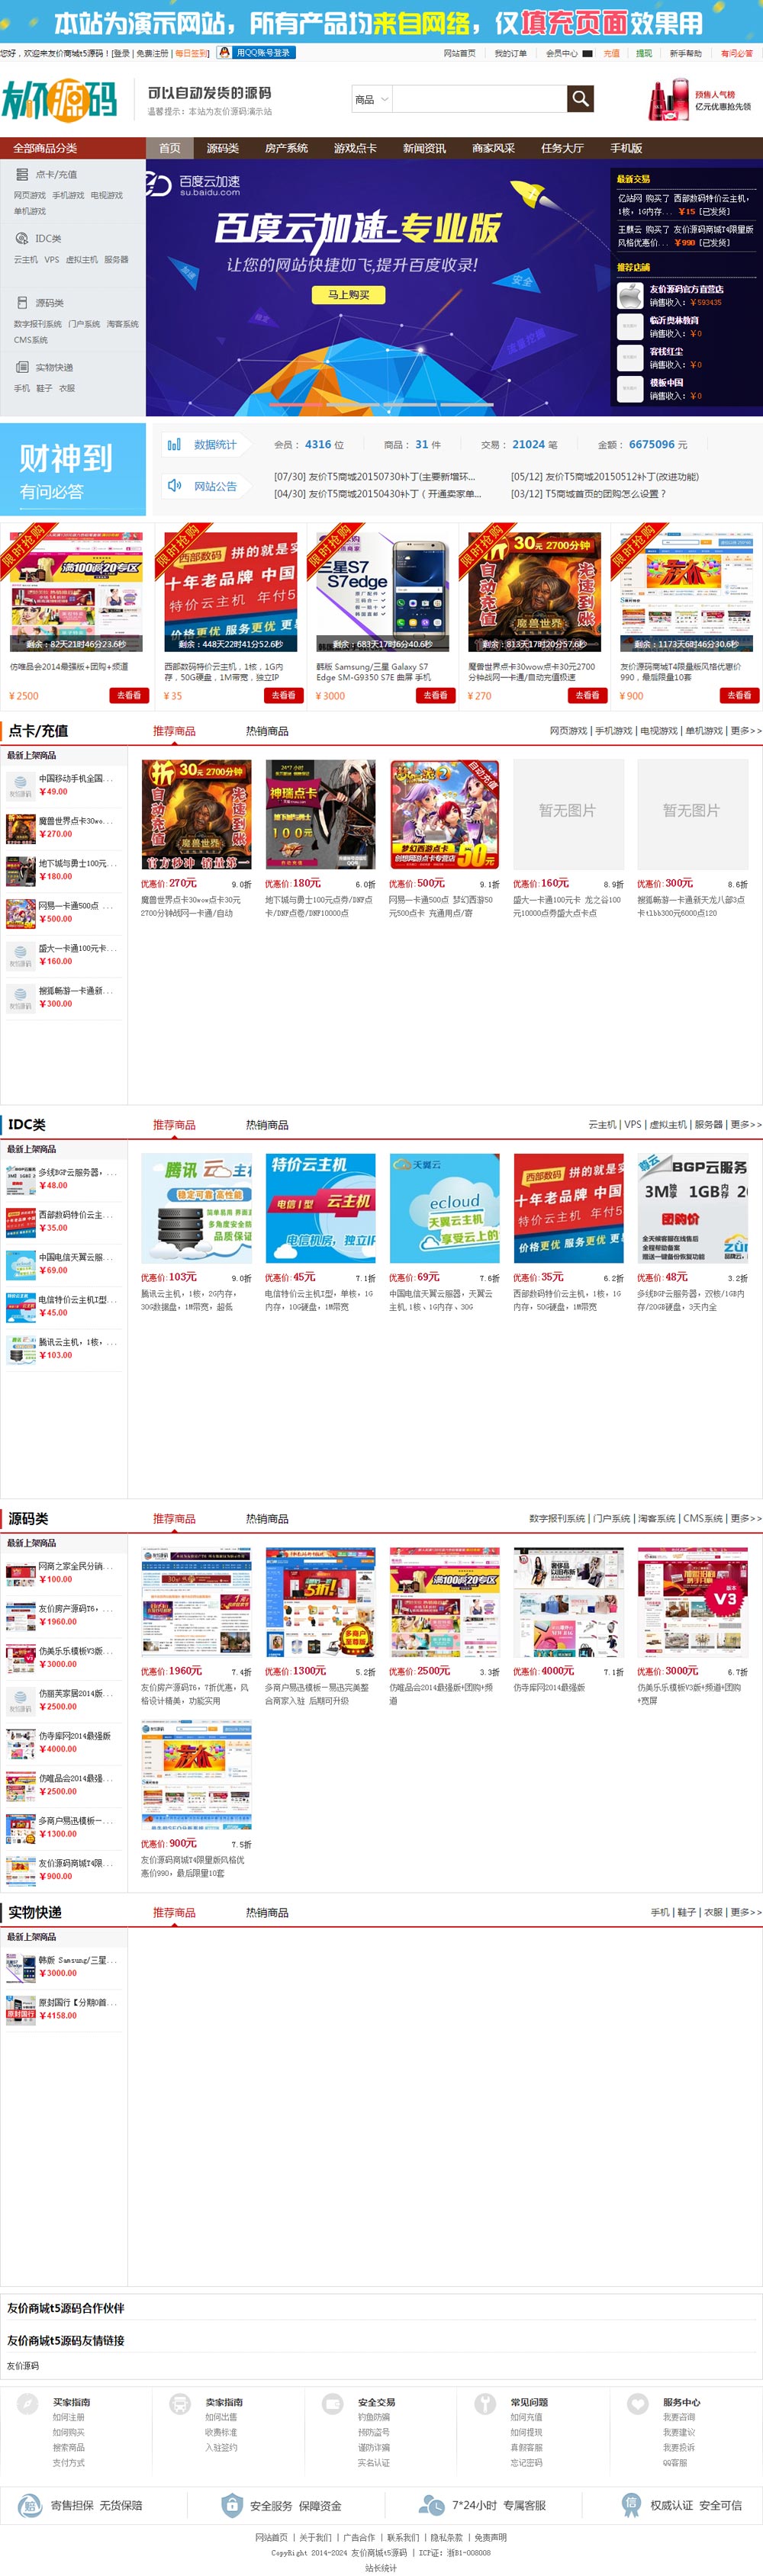 本站为演示网站,所有产品均来自网络,仅填充页面效果用
您好,欢迎来友价商城t5源码![登录 | 免费注册 | 每日签到] 用QQ账号登录
网站首页 我的订单 会员中心 充值 提现 新手帮助 有问必答
友价源码
可以自动发货的源码
温馨提示:本站为友价源码演示站
商品
预售人气榜
亿元优惠抢先领
全部商品分类 首页 源码类 房产系统 游戏点卡 新闻资讯 商家风采 任务大厅 手机版
点卡/充值
网页游戏 手机游戏 电视游戏
单机游戏
IDC类
云主机 VPS 虚拟主机 服务器
源码类
数字报刊系统 门户系统 淘客系统
CMS系统
实物快递
手机 鞋子 衣服
百度云加速
su.baidu.com
百度云加速-专业版
让您的网站快捷如飞,提升百度收录!
马上购买
加速
安全
流量挖掘
最新交易
亿站网 购买了 西部数码特价云主机,
1核,1G内存... ￥15 [已发货]
王麒云 购买了 友价源码商城T4限量版
风格优惠价... ￥990 [已发货]
推荐店铺
友价源码官方直营店
销售收入:￥593435
临沂奥林教育
销售收入:￥0
客栈红尘
销售收入:￥0
模板中国
销售收入:￥0
财神到
有问必答
数据统计 会员: 4316 位 商品: 31 件 交易: 21024 笔 金额: 6675096 元
网站公告
[07/30] 友价T5商城20150730补丁(主要新增环...
[05/12] 友价T5商城20150512补丁(改进功能)
[04/30] 友价T5商城20150430补丁(开通卖家单...
[03/12] T5商城首页的团购怎么设置?
限时抢购 限时抢购 限时抢购 限时抢购 限时抢购
剩余:82天21时46分23.6秒
仿唯品会2014最强版+团购+频道
￥2500 去看看
剩余:448天22时41分52.6秒
西部数码特价云主机,1核,1G内
存,50G硬盘,1M带宽,独立IP
￥35 去看看
剩余:683天17时6分40.6秒
韩版 Samsung/三星 Galaxy S7
Edge SM-G9350 S7E 曲屏 手机
￥3000 去看看
剩余:813天17时20分57.6秒
魔兽世界点卡30wow点卡30元2700
分钟战网一卡通/自动充值极速
￥270 去看看
剩余:1173天6时46分30.6秒
友价源码商城T4限量版风格优惠价
990,最后限量10套
￥900 去看看
点卡/充值 推荐商品 热销商品 网页游戏 | 手机游戏 | 电视游戏 | 单机游戏 | 更多>>
最新上架商品
中国移动手机全国...
￥49.00
魔兽世界点卡30wo...
￥270.00
地下城与勇士100元...
￥180.00
网易一卡通500点 ...
￥500.00
盛大一卡通100元卡...
￥160.00
搜狐畅游一卡通新...
￥300.00
优惠价:270元 9.0折
魔兽世界点卡30wow点卡30元
2700分钟战网一卡通/自动
优惠价:180元 6.0折
地下城与勇士100元点券/DNF点
卡/DNF点卷/DNF10000点
优惠价:500元 9.1折
网易一卡通500点 梦幻西游50
元500点卡 充通用点/寄
暂无图片
优惠价:160元 8.9折
盛大一卡通100元卡 龙之谷100
元10000点券盛大点卡点
暂无图片
优惠价:300元 8.6折
搜狐畅游一卡通新天龙八部3点
卡tlbb300元6000点120
IDC类 推荐商品 热销商品 云主机 | VPS | 虚拟主机 | 服务器 | 更多>>
最新上架商品
多线BGP云服务器,...
￥48.00
西部数码特价云主...
￥35.00
中国电信天翼云服...
￥69.00
电信特价云主机I型...
￥45.00
腾讯云主机,1核,...
￥103.00
优惠价:103元 9.0折
腾讯云主机,1核,2G内存,
30G数据盘,1M带宽,超低
优惠价:45元 7.1折
电信特价云主机I型,单核,1G
内存,10G硬盘,1M带宽
优惠价:69元 7.6折
中国电信天翼云服器,天翼云
主机,1核、1G内存、30G
优惠价:35元 6.2折
西部数码特价云主机,1核,1G
内存,50G硬盘,1M带宽
优惠价:48元 3.2折
多线BGP云服务器,双核/1GB内
存/20GB硬盘,3天内全
源码类 推荐商品 热销商品 数字报刊系统 | 门户系统 | 淘客系统 | CMS系统 | 更多>>
最新上架商品
网商之家全民分销...
￥100.00
友价房产源码T6,...
￥1960.00
仿美乐乐模板V3版...
￥3000.00
仿丽芙家居2014版...
￥2500.00
仿寺库网2014最强版
￥4000.00
仿唯品会2014最强...
￥2500.00
多商户易迅模板一...
￥1300.00
友价源码商城T4限...
￥900.00
优惠价:1960元 7.4折
友价房产源码T6,7折优惠,风
格设计精美,功能实用
优惠价:1300元 5.2折
多商户易迅模板一易迅完美整
合商家入驻 后期可升级
优惠价:2500元 3.3折
仿唯品会2014最强版+团购+频
道
优惠价:4000元 7.1折
仿寺库网2014最强版
优惠价:3000元 6.7折
仿美乐乐模板V3版+频道+团购
+宽屏
优惠价:900元 7.5折
友价源码商城T4限量版风格优
惠价990,最后限量10套
实物快递 推荐商品 热销商品 手机 | 鞋子 | 衣服 | 更多>>
最新上架商品
韩版 Samsung/三星...
￥3000.00
原封国行【分期0首...
￥4158.00
友价商城t5源码合作伙伴
友价商城t5源码友情链接
友价源码
买家指南
如何注册
如何购买
搜索商品
支付方式
卖家指南
如何出售
收费标准
入驻签约
安全交易
钓鱼防骗
预防盗号
谨防诈骗
实名认证
常见问题
如何充值
如何提现
真假客服
忘记密码
服务中心
我要咨询
我要建议
我要投诉
QQ客服
寄售担保 无货保赔 安全服务 保障资金 7*24小时 专属客服 权威认证 安全可信
网站首页 | 关于我们 | 广告合作 | 联系我们 | 隐私条款 | 免责声明
CopyRight 2014-2024 友价商城t5源码 | ICP证:浙B1-008008
站长统计